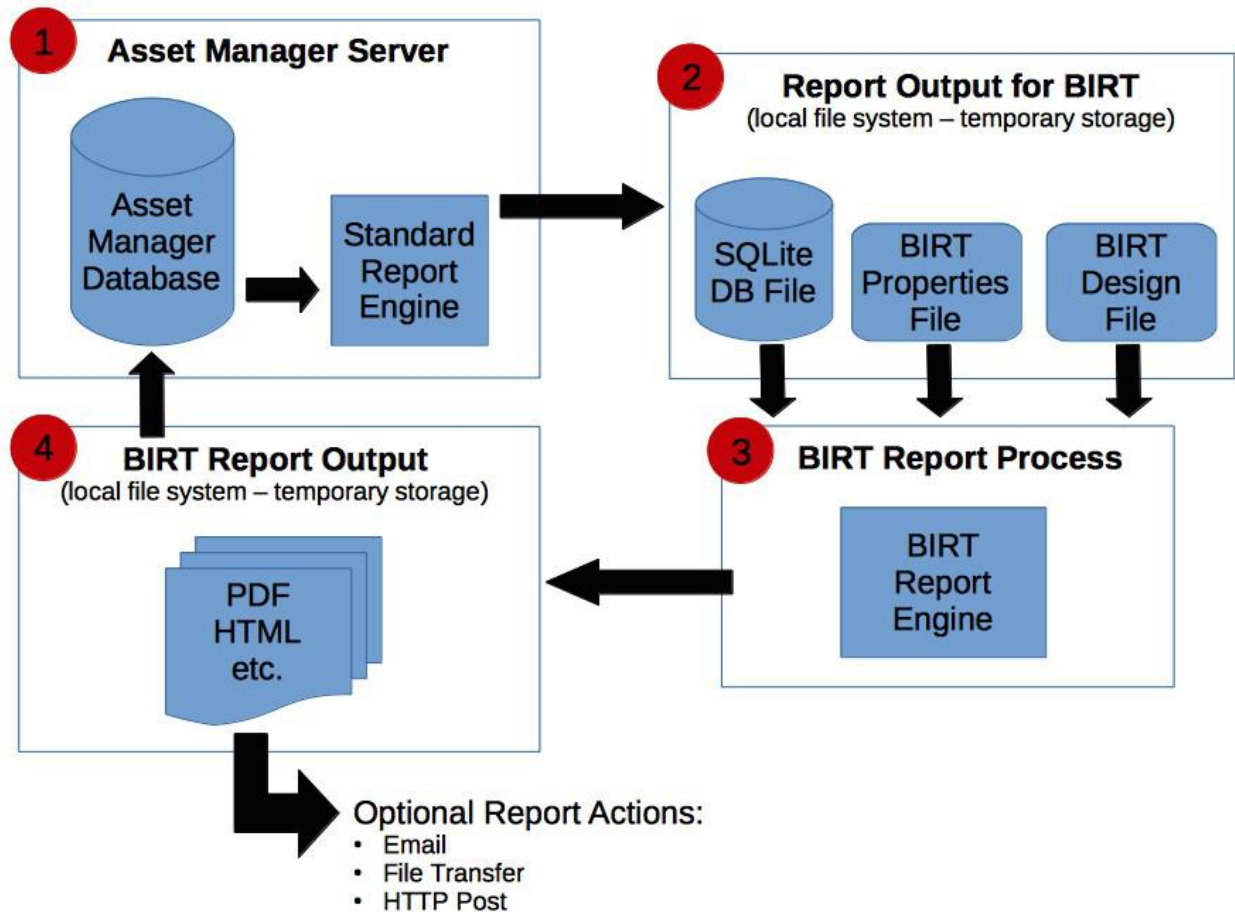 1
Asset Manager Server
Asset
Manager
Database
Standard
Report
Engine
2
Report Output for BIRT
(local file system – temporary storage)
SQLite
DB File
BIRT
Properties
File
BIRT
Design
File
3
BIRT Report Process
BIRT
Report
Engine
4
BIRT Report Output
(local file system – temporary storage)
PDF
HTML
etc.
Optional Report Actions:
• Email
• File Transfer
• HTTP Post